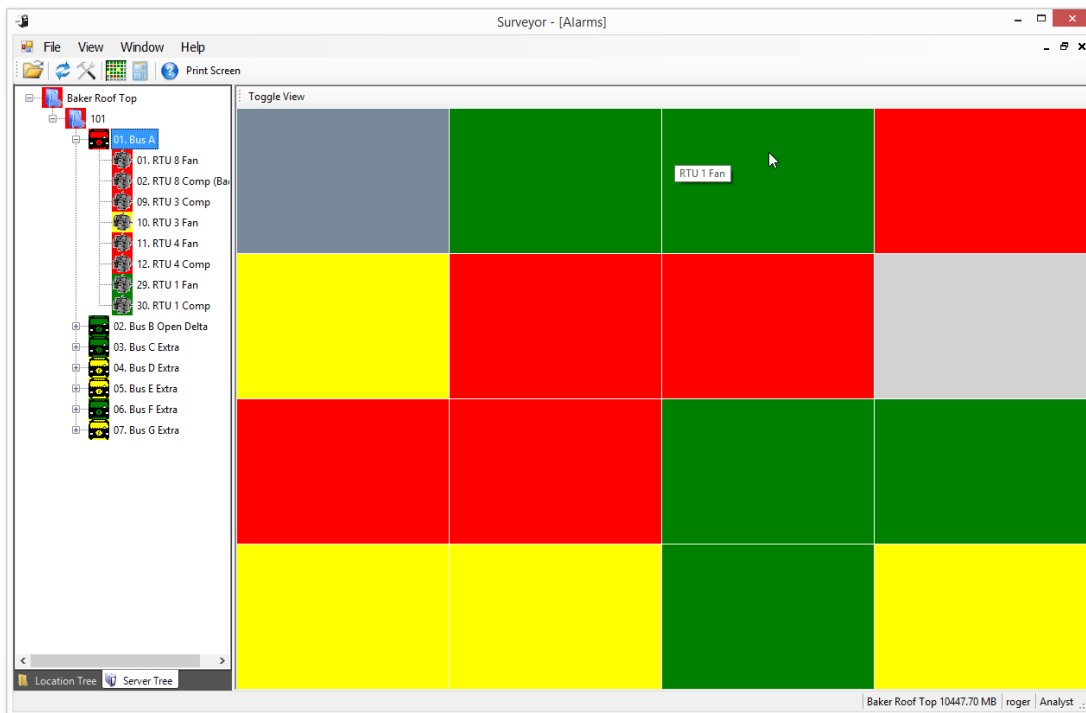 Surveyor - [Alarms]
File View Window Help
Print Screen
Baker Roof Top
101
01. Bus A
01. RTU 8 Fan
02. RTU 8 Comp (Ba
09. RTU 3 Comp
10. RTU 3 Fan
11. RTU 4 Fan
12. RTU 4 Comp
29. RTU 1 Fan
30. RTU 1 Comp
02. Bus B Open Delta
03. Bus C Extra
04. Bus D Extra
05. Bus E Extra
06. Bus F Extra
07. Bus G Extra
Location Tree Server Tree
Toggle View
RTU 1 Fan
Baker Roof Top 10447.70 MB roger Analyst